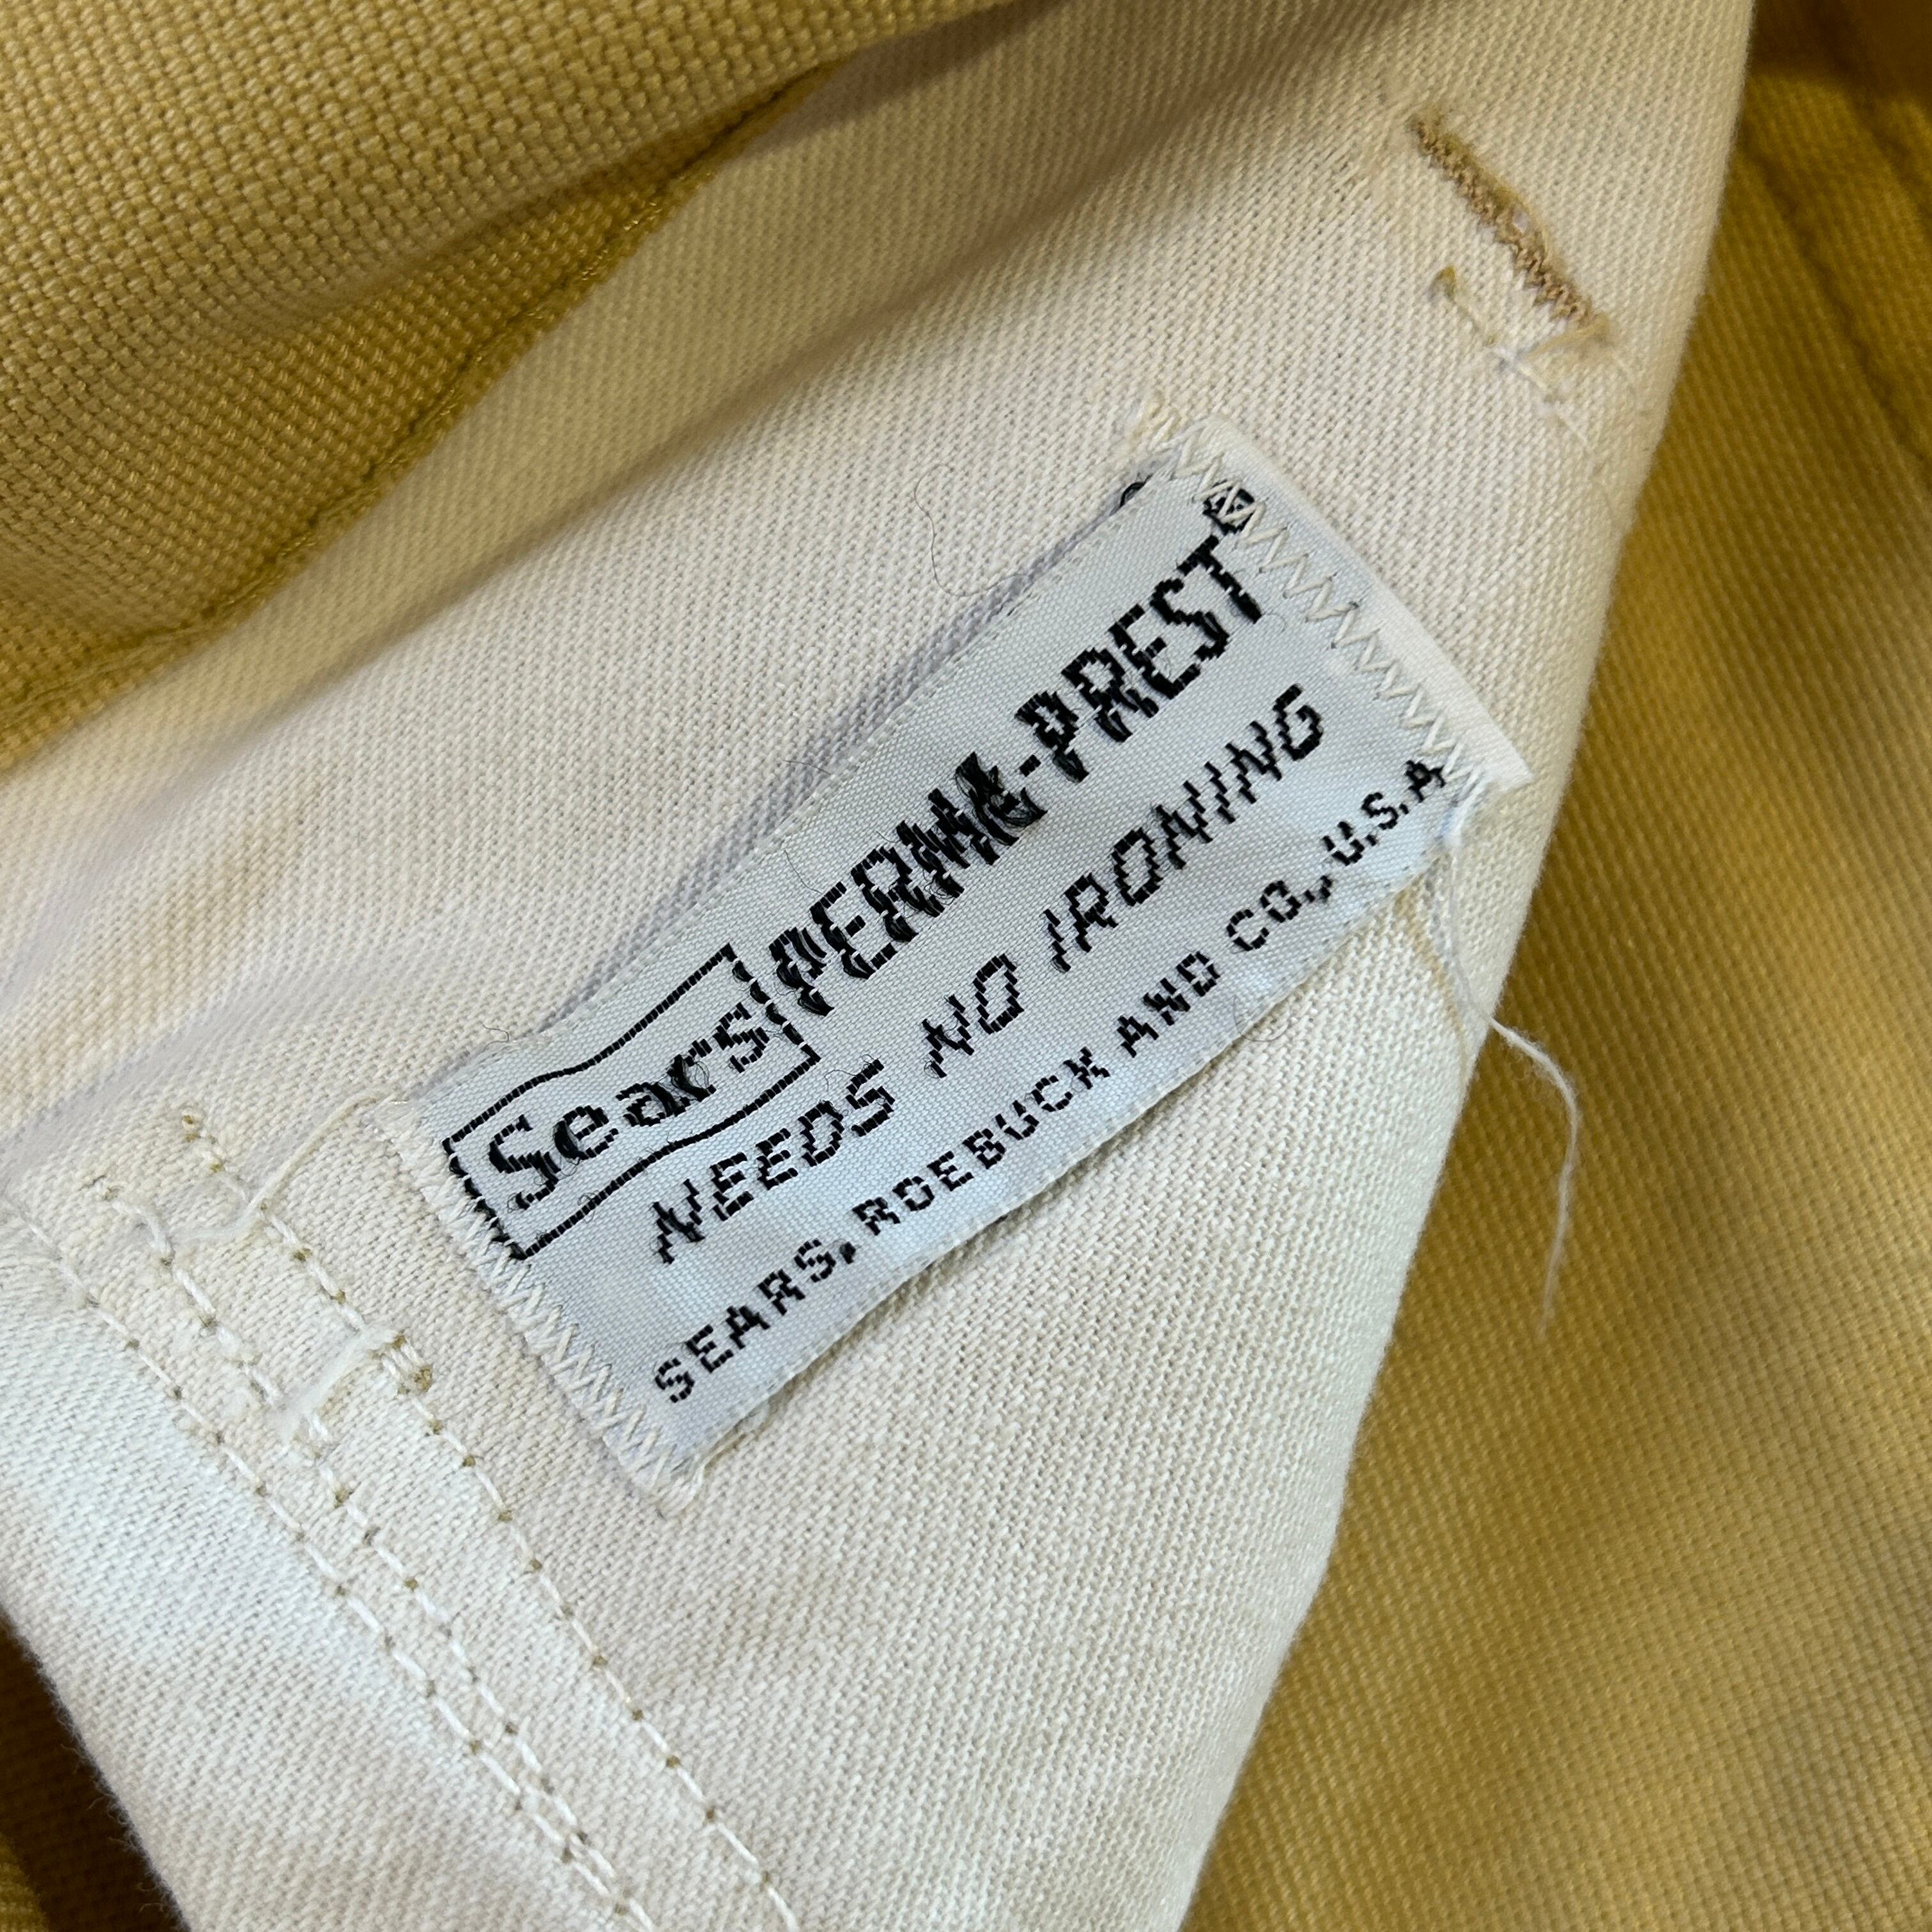 Sears PERMA-PREST®
NEEDS NO IRONING
SEARS, ROEBUCK AND CO., U.S.A